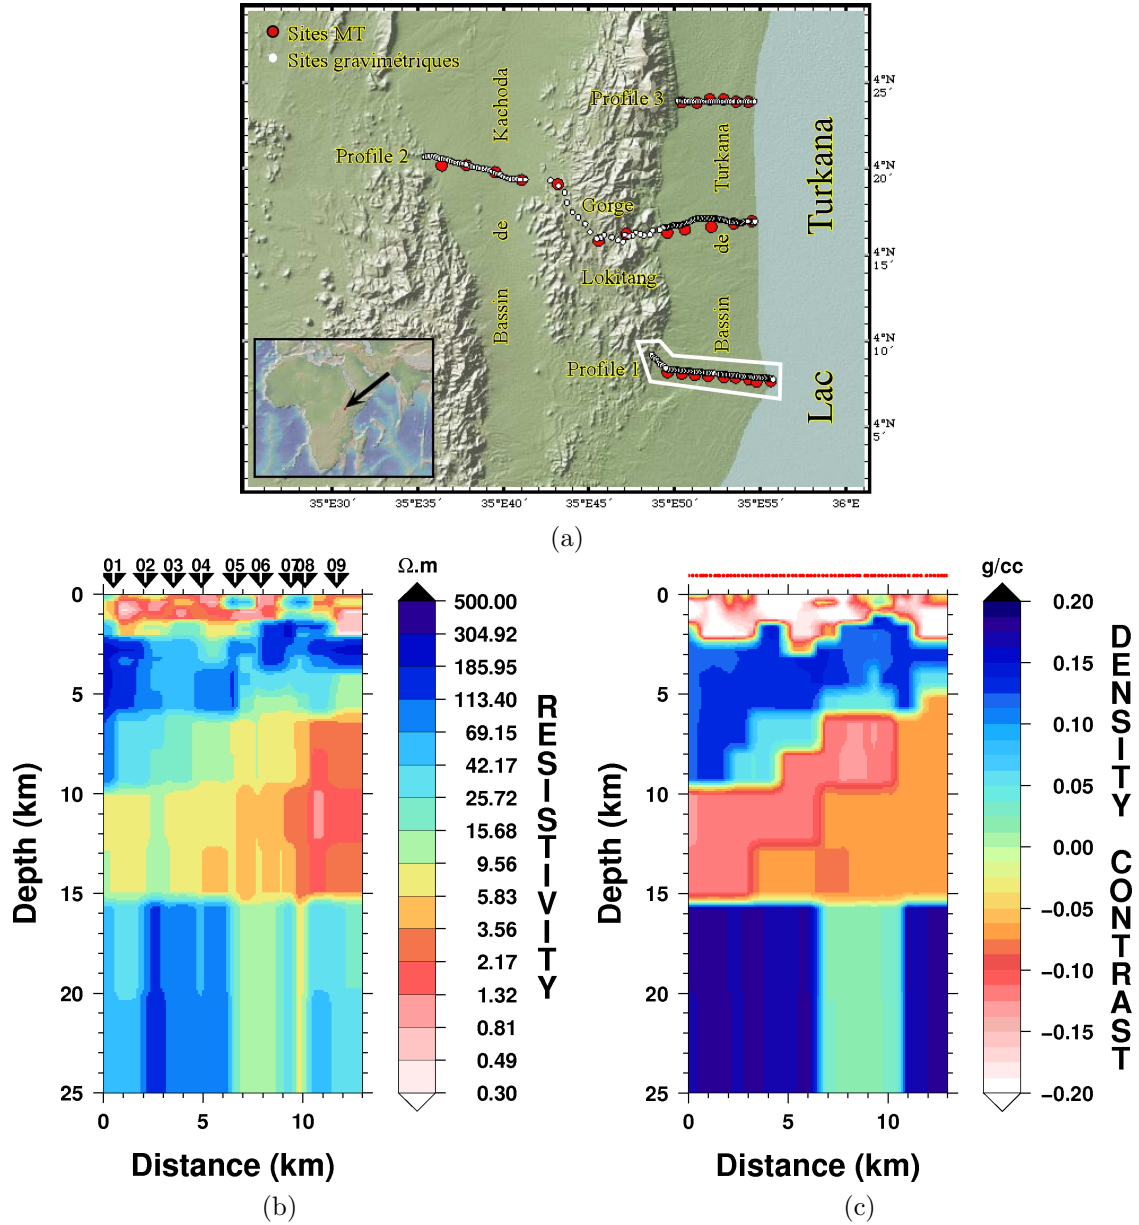 Sites MT
Sites gravimétriques
Profile 3
Profile 2
Profile 1
Kachoda
de
Bassin
Gorge
Lokitang
Turkana
de
Bassin
Turkana
Lac
4°N
25´
4°N
20´
4°N
15´
4°N
10´
4°N
5´
35°E30´ 35°E35´ 35°E40´ 35°E45´ 35°E50´ 35°E55´ 36°E
(a)
01 02 03 04 05 06 07 08 09
0
5
10
15
20
25
Depth (km)
0 5 10
Distance (km)
(b)
Ω.m
500.00
304.92
185.95
113.40
69.15
42.17
25.72
15.68
9.56
5.83
3.56
2.17
1.32
0.81
0.49
0.30
RESISTIVITY
0
5
10
15
20
25
Depth (km)
0 5 10
Distance (km)
(c)
g/cc
0.20
0.15
0.10
0.05
0.00
−0.05
−0.10
−0.15
−0.20
DENSITY CONTRAST